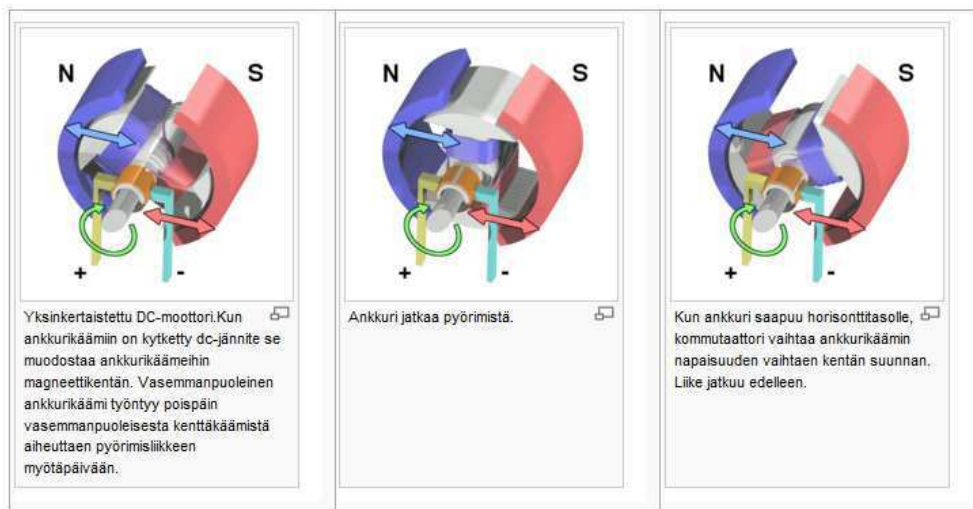 N S
+ -
Yksinkertaistettu DC-moottori.Kun
ankkurikäämiin on kytketty dc-jännite se
muodostaa ankkurikäämeihin
magneettikentän. Vasemmanpuoleinen
ankkurikäämi työntyy poispäin
vasemmanpuoleisesta kenttäkäämistä
aiheuttaen pyörimisliikkeen
myötäpäivään.
N S
+ -
Ankkuri jatkaa pyörimistä.
N S
+ -
Kun ankkuri saapuu horisonttitasolle,
kommutaattori vaihtaa ankkurikäämin
napaisuuden vaihtaen kentän suunnan.
Liike jatkuu edelleen.